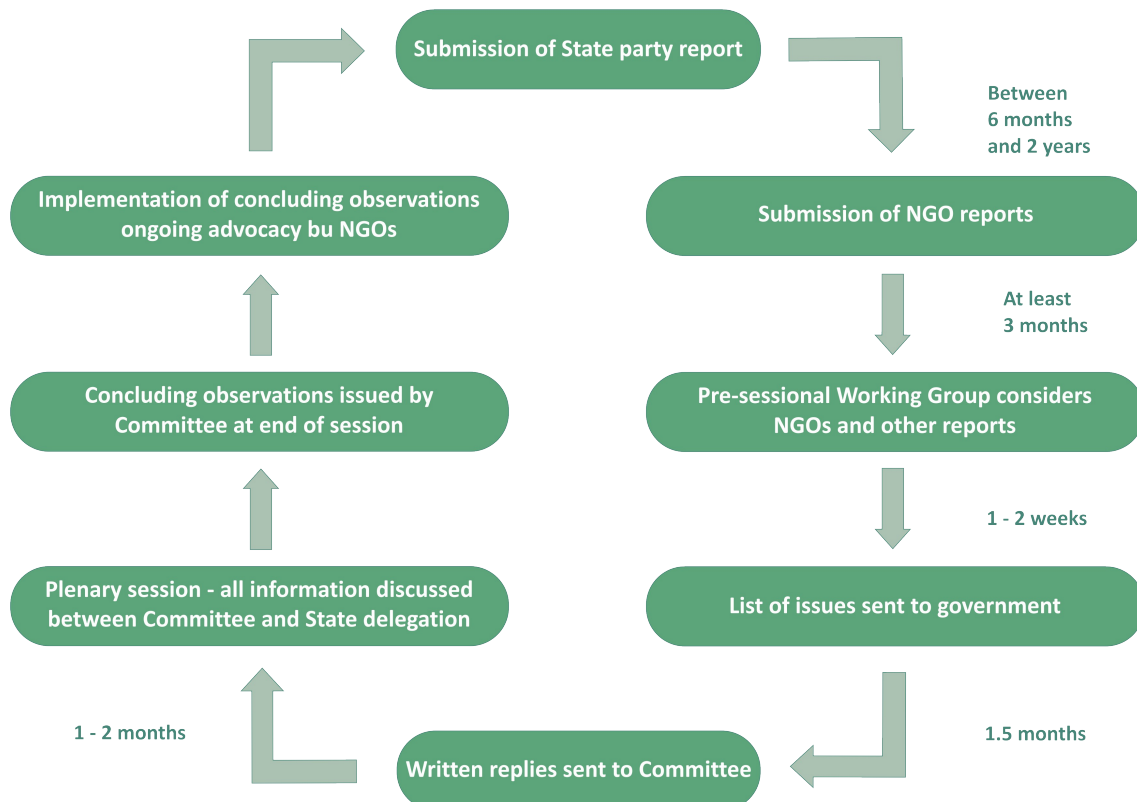 Submission of State party report
Between
6 months
and 2 years
Submission of NGO reports
At least
3 months
Pre-sessional Working Group considers
NGOs and other reports
1 - 2 weeks
List of issues sent to government
1.5 months
Written replies sent to Committee
1 - 2 months
Plenary session - all information discussed
between Committee and State delegation
Concluding observations issued by
Committee at end of session
Implementation of concluding observations
ongoing advocacy bu NGOs